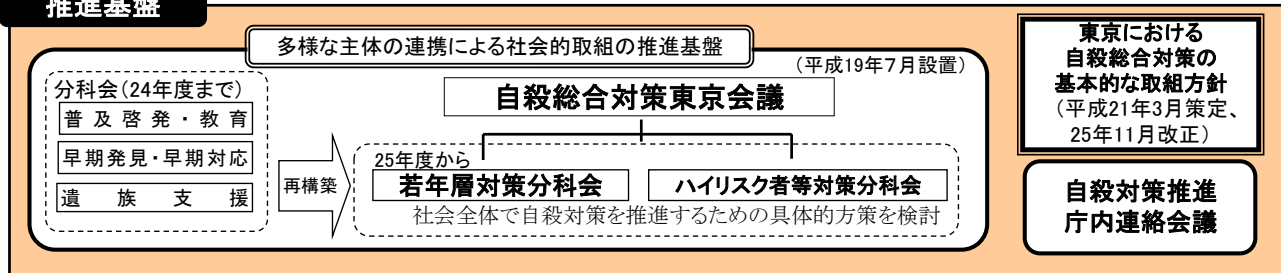 推進基盤
多様な主体の連携による社会的取組の推進基盤
（平成19年7月設置）
自殺総合対策東京会議
分科会（24年度まで）
普及啓発・教育
早期発見・早期対応
遺族支援
再構築
25年度から
若年層対策分科会
ハイリスク者等対策分科会
社会全体で自殺対策を推進するための具体的方策を検討
東京における
自殺総合対策の
基本的な取組方針
（平成21年3月策定、
25年11月改正）
自殺対策推進
庁内連絡会議